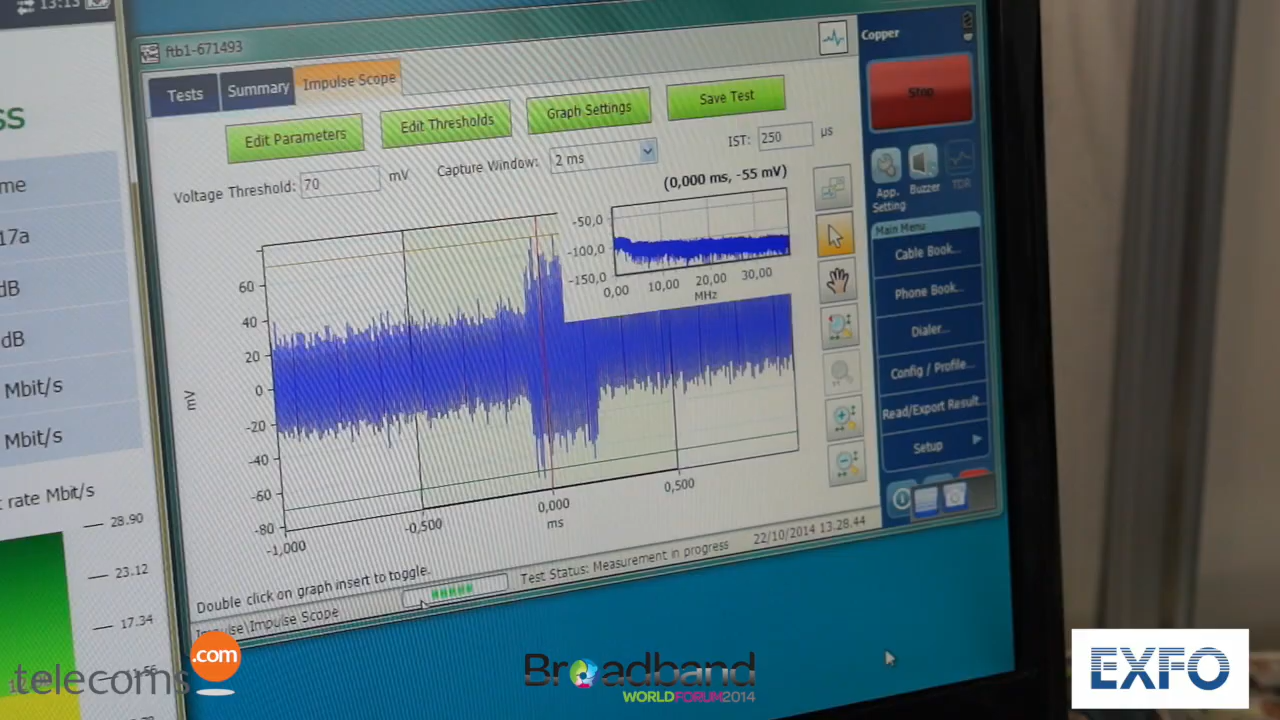 13:13
ftb1-671493
Copper
Tests Summary Impulse Scope
Stop
Edit Parameters Edit Thresholds Graph Settings Save Test
Voltage Threshold: 70 mV Capture Window: 2 ms IST: 250 µs
(0,000 ms, -55 mV)
App. Setting Buzzer TDR
Main Menu
Cable Book...
Phone Book...
Dialer...
Config / Profile...
Read/Export Result...
Setup
-50,0
-100,0
-150,0
0,00 10,00 20,00 30,00
MHz
60
40
20
0
-20
-40
-60
-80
mV
-1,000 -0,500 0,000 0,500
ms
Double click on graph insert to toggle.
Impulse\Impulse Scope
Test Status: Measurement in progress 22/10/2014 13.28.44
17a
dB
dB
Mbit/s
Mbit/s
rate Mbit/s
28.90
23.12
17.34
telecoms.com
Broadband
WORLDFORUM2014
EXFO